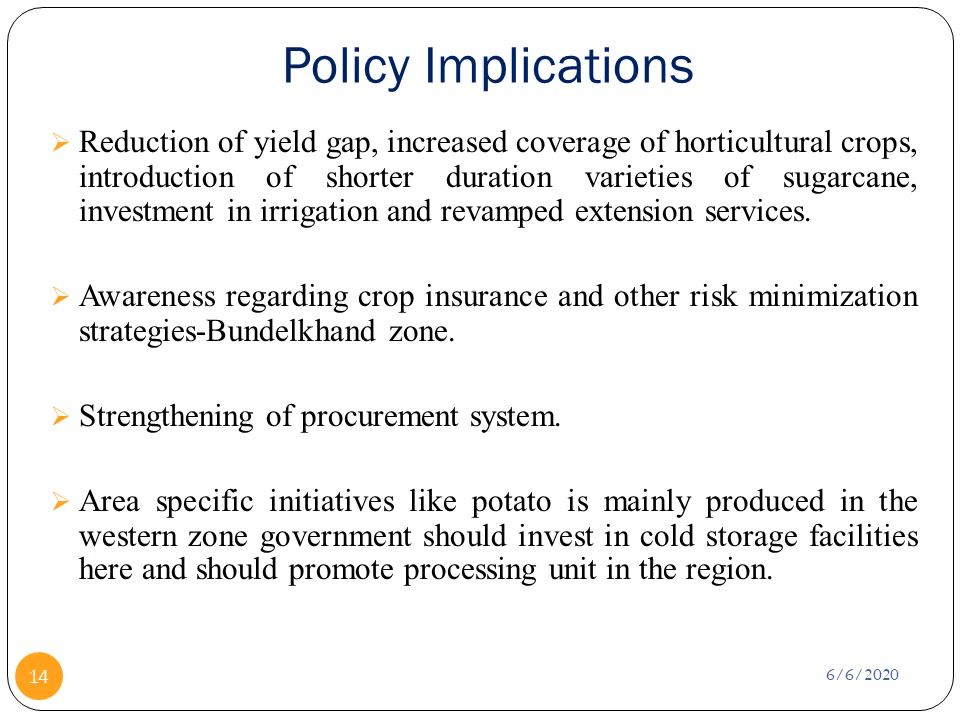 Policy Implications
Reduction of yield gap, increased coverage of horticultural crops,
introduction of shorter duration varieties of sugarcane,
investment in irrigation and revamped extension services.
Awareness regarding crop insurance and other risk minimization
strategies-Bundelkhand zone.
Strengthening of procurement system.
Area specific initiatives like potato is mainly produced in the
western zone government should invest in cold storage facilities
here and should promote processing unit in the region.
14
6/6/2020